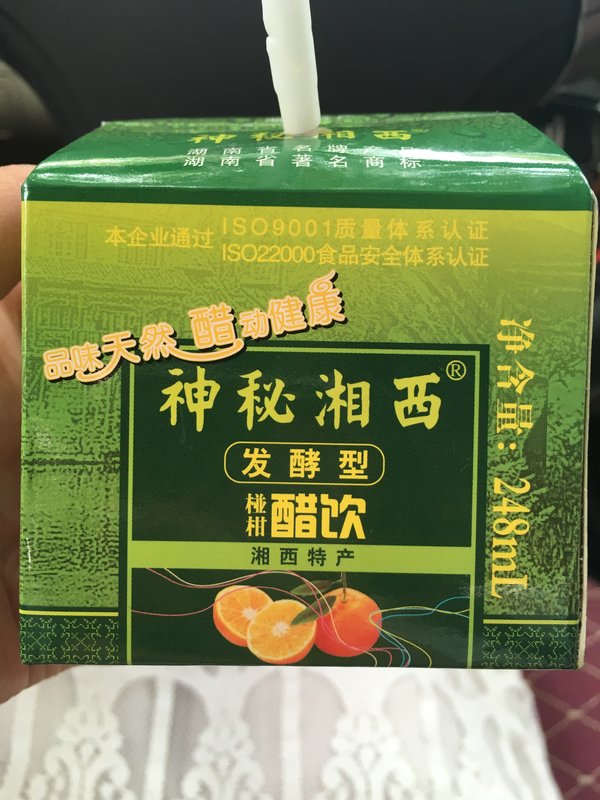 神秘湘西®
湖南省名牌产品
湖南省著名商标
本企业通过
ISO9001质量体系认证
ISO22000食品安全体系认证
品味天然 醋动健康
神秘湘西®
发酵型
椪柑
醋饮
湘西特产
净含量：248mL